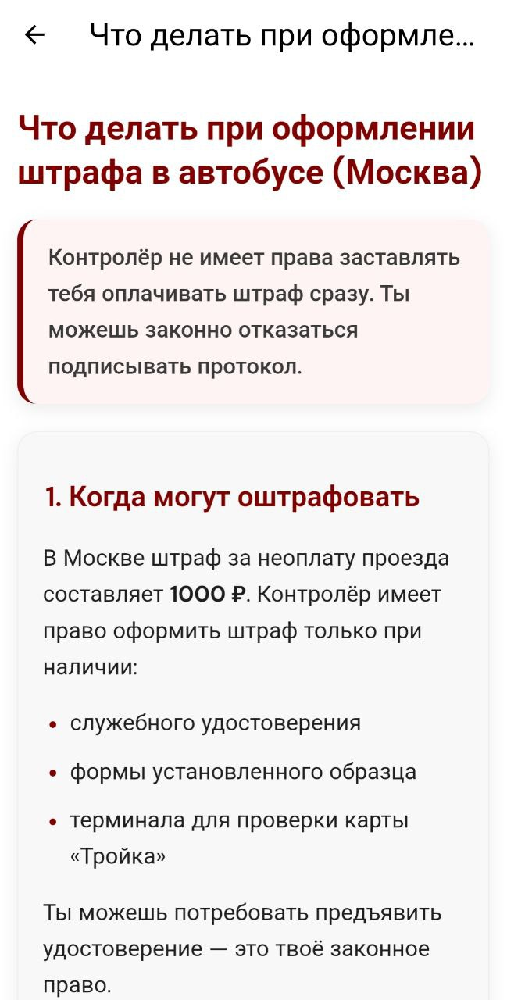 Что делать при оформле...
Что делать при оформлении
штрафа в автобусе (Москва)
Контролёр не имеет права заставлять
тебя оплачивать штраф сразу. Ты
можешь законно отказаться
подписывать протокол.
1. Когда могут оштрафовать
В Москве штраф за неоплату проезда
составляет 1000 ₽. Контролёр имеет
право оформить штраф только при
наличии:
• служебного удостоверения
• формы установленного образца
• терминала для проверки карты
«Тройка»
Ты можешь потребовать предъявить
удостоверение — это твоё законное
право.